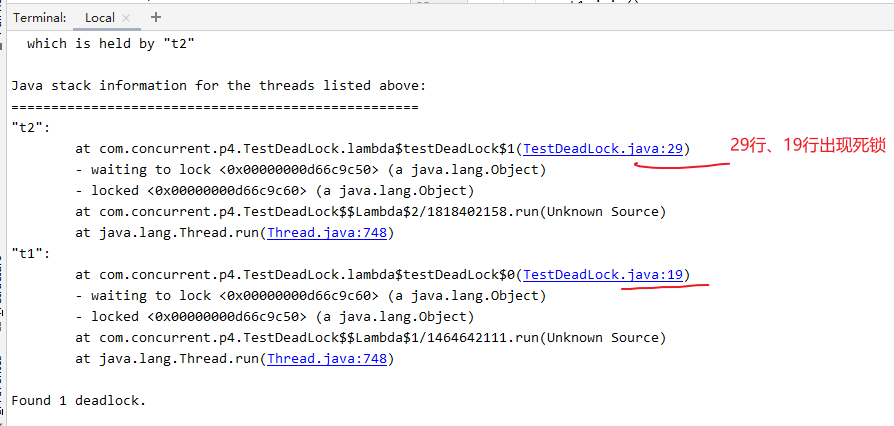 Terminal: Local × +
which is held by "t2"
Java stack information for the threads listed above:
===================================================
"t2":
at com.concurrent.p4.TestDeadLock.lambda$testDeadLock$1(TestDeadLock.java:29)
29行、19行出现死锁
- waiting to lock <0x00000000d66c9c50> (a java.lang.Object)
- locked <0x00000000d66c9c60> (a java.lang.Object)
at com.concurrent.p4.TestDeadLock$$Lambda$2/1818402158.run(Unknown Source)
at java.lang.Thread.run(Thread.java:748)
"t1":
at com.concurrent.p4.TestDeadLock.lambda$testDeadLock$0(TestDeadLock.java:19)
- waiting to lock <0x00000000d66c9c60> (a java.lang.Object)
- locked <0x00000000d66c9c50> (a java.lang.Object)
at com.concurrent.p4.TestDeadLock$$Lambda$1/1464642111.run(Unknown Source)
at java.lang.Thread.run(Thread.java:748)
Found 1 deadlock.